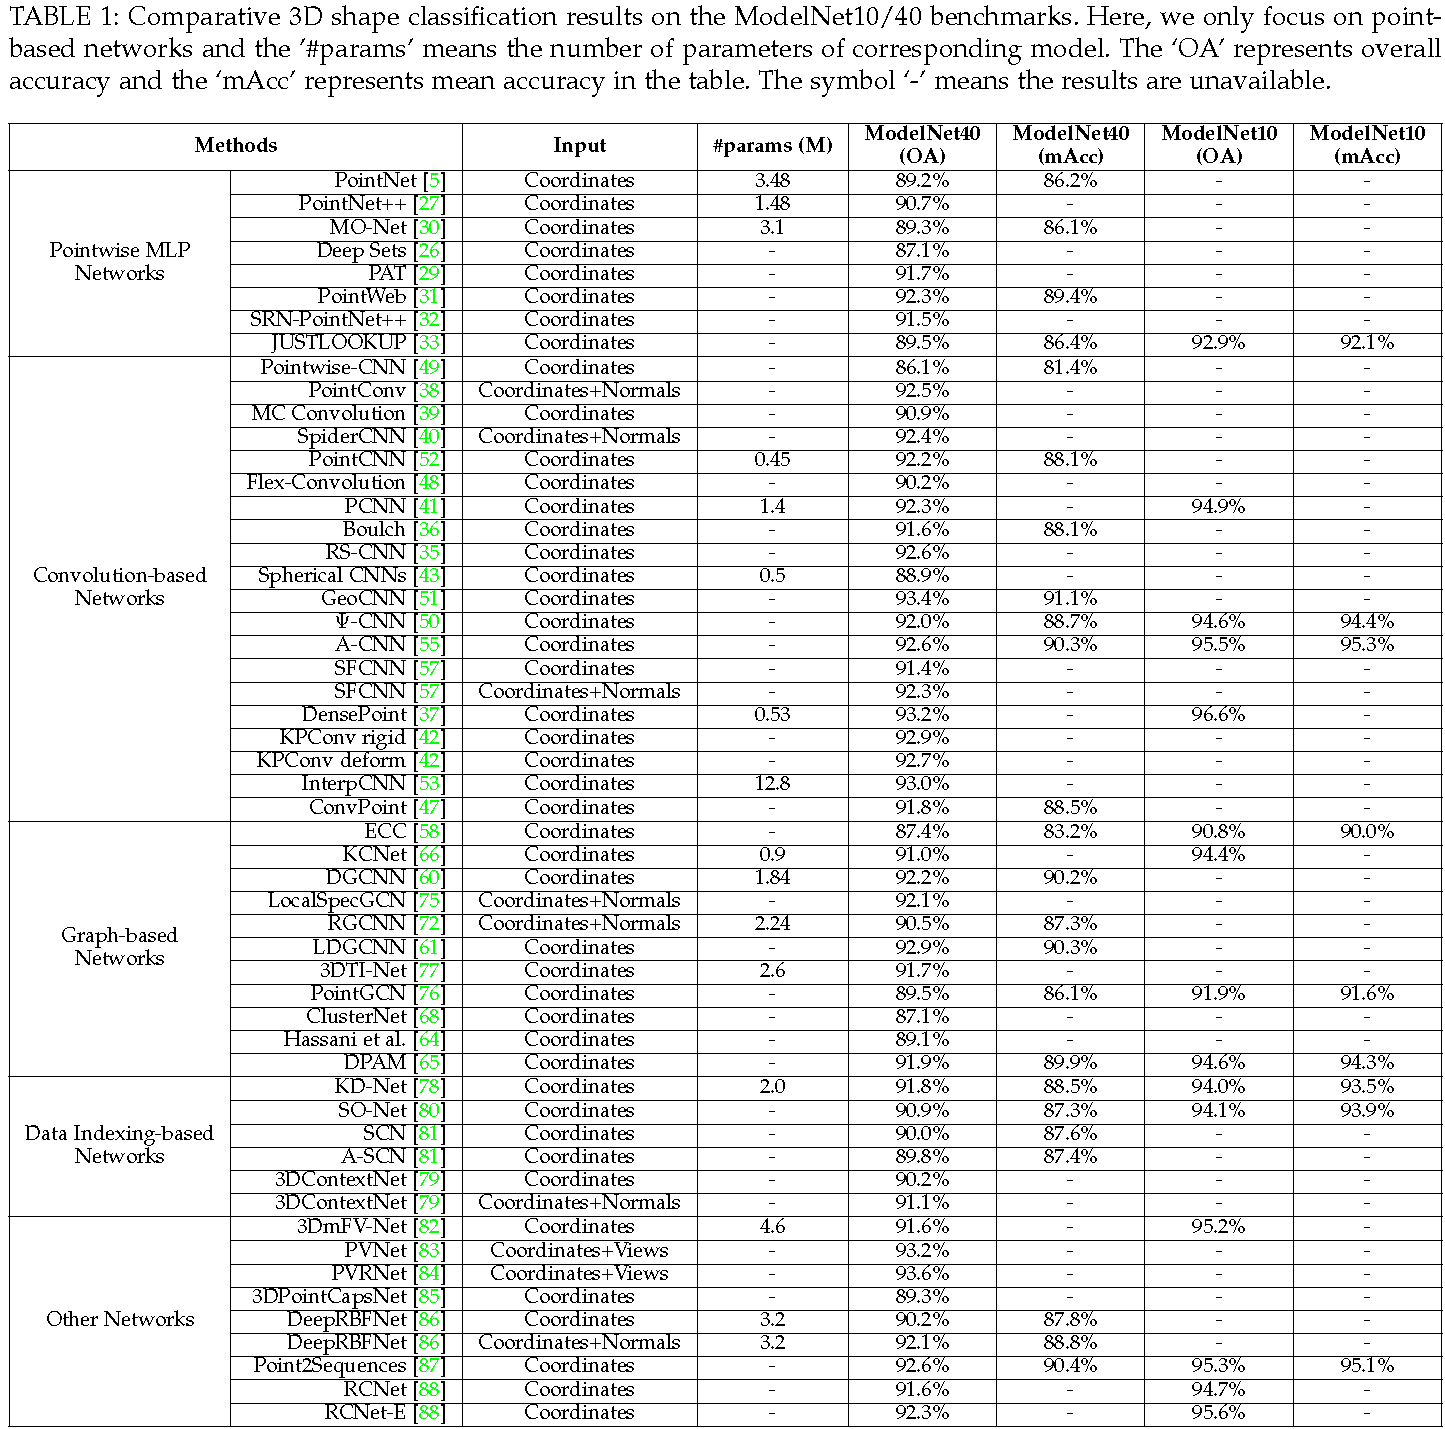 TABLE 1: Comparative 3D shape classification results on the ModelNet10/40 benchmarks. Here, we only focus on point-
based networks and the ’#params’ means the number of parameters of corresponding model. The ‘OA’ represents overall
accuracy and the ‘mAcc’ represents mean accuracy in the table. The symbol ‘-’ means the results are unavailable.
Methods Input #params (M) ModelNet40 (OA) ModelNet40 (mAcc) ModelNet10 (OA) ModelNet10 (mAcc)
Pointwise MLP Networks
PointNet [5] Coordinates 3.48 89.2% 86.2% - -
PointNet++ [27] Coordinates 1.48 90.7% - - -
MO-Net [30] Coordinates 3.1 89.3% 86.1% - -
Deep Sets [26] Coordinates - 87.1% - - -
PAT [29] Coordinates - 91.7% - - -
PointWeb [31] Coordinates - 92.3% 89.4% - -
SRN-PointNet++ [32] Coordinates - 91.5% - - -
JUSTLOOKUP [33] Coordinates - 89.5% 86.4% 92.9% 92.1%
Convolution-based Networks
Pointwise-CNN [49] Coordinates - 86.1% 81.4% - -
PointConv [38] Coordinates+Normals - 92.5% - - -
MC Convolution [39] Coordinates - 90.9% - - -
SpiderCNN [40] Coordinates+Normals - 92.4% - - -
PointCNN [52] Coordinates 0.45 92.2% 88.1% - -
Flex-Convolution [48] Coordinates - 90.2% - - -
PCNN [41] Coordinates 1.4 92.3% - 94.9% -
Boulch [36] Coordinates - 91.6% 88.1% - -
RS-CNN [35] Coordinates - 92.6% - - -
Spherical CNNs [43] Coordinates 0.5 88.9% - - -
GeoCNN [51] Coordinates - 93.4% 91.1% - -
Ψ-CNN [50] Coordinates - 92.0% 88.7% 94.6% 94.4%
A-CNN [55] Coordinates - 92.6% 90.3% 95.5% 95.3%
SFCNN [57] Coordinates - 91.4% - - -
SFCNN [57] Coordinates+Normals - 92.3% - - -
DensePoint [37] Coordinates 0.53 93.2% - 96.6% -
KPConv rigid [42] Coordinates - 92.9% - - -
KPConv deform [42] Coordinates - 92.7% - - -
InterpCNN [53] Coordinates 12.8 93.0% - - -
ConvPoint [47] Coordinates - 91.8% 88.5% - -
Graph-based Networks
ECC [58] Coordinates - 87.4% 83.2% 90.8% 90.0%
KCNet [66] Coordinates 0.9 91.0% - 94.4% -
DGCNN [60] Coordinates 1.84 92.2% 90.2% - -
LocalSpecGCN [75] Coordinates+Normals - 92.1% - - -
RGCNN [72] Coordinates+Normals 2.24 90.5% 87.3% - -
LDGCNN [61] Coordinates - 92.9% 90.3% - -
3DTI-Net [77] Coordinates 2.6 91.7% - - -
PointGCN [76] Coordinates - 89.5% 86.1% 91.9% 91.6%
ClusterNet [68] Coordinates - 87.1% - - -
Hassani et al. [64] Coordinates - 89.1% - - -
DPAM [65] Coordinates - 91.9% 89.9% 94.6% 94.3%
Data Indexing-based Networks
KD-Net [78] Coordinates 2.0 91.8% 88.5% 94.0% 93.5%
SO-Net [80] Coordinates - 90.9% 87.3% 94.1% 93.9%
SCN [81] Coordinates - 90.0% 87.6% - -
A-SCN [81] Coordinates - 89.8% 87.4% - -
3DContextNet [79] Coordinates - 90.2% - - -
3DContextNet [79] Coordinates+Normals - 91.1% - - -
Other Networks
3DmFV-Net [82] Coordinates 4.6 91.6% - 95.2% -
PVNet [83] Coordinates+Views - 93.2% - - -
PVRNet [84] Coordinates+Views - 93.6% - - -
3DPointCapsNet [85] Coordinates - 89.3% - - -
DeepRBFNet [86] Coordinates 3.2 90.2% 87.8% - -
DeepRBFNet [86] Coordinates+Normals 3.2 92.1% 88.8% - -
Point2Sequences [87] Coordinates - 92.6% 90.4% 95.3% 95.1%
RCNet [88] Coordinates - 91.6% - 94.7% -
RCNet-E [88] Coordinates - 92.3% - 95.6% -